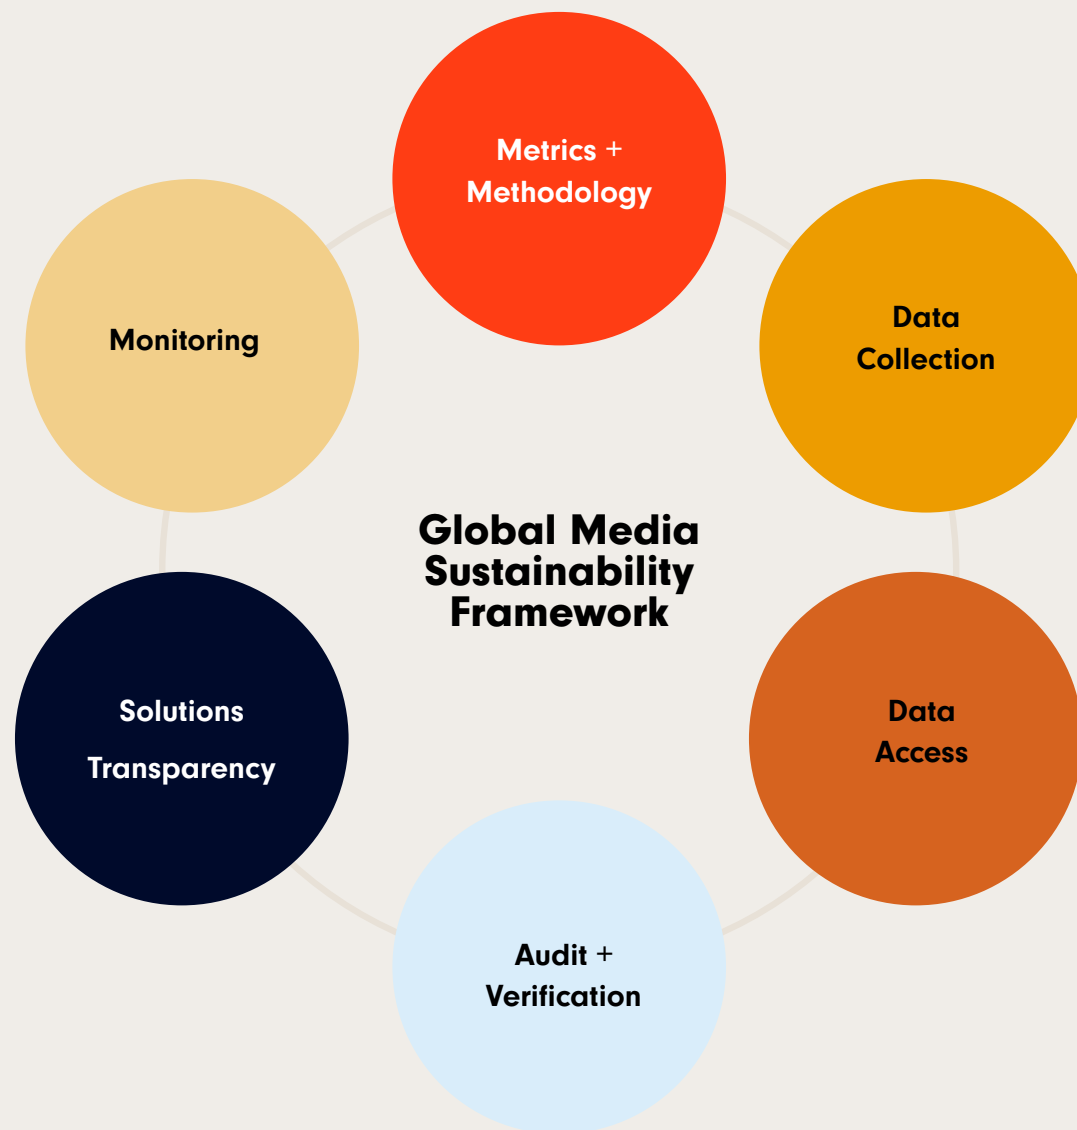 Metrics +
Methodology
Data
Collection
Monitoring
Global Media
Sustainability
Framework
Data
Access
Solutions
Transparency
Audit +
Verification